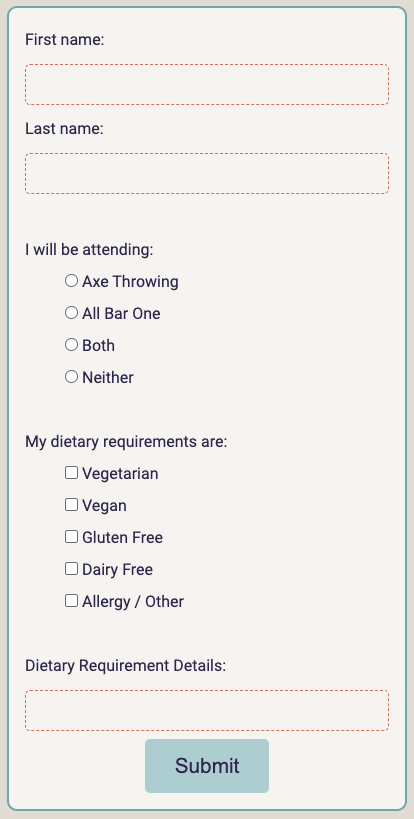 First name:
Last name:
I will be attending:
Axe Throwing
All Bar One
Both
Neither
My dietary requirements are:
Vegetarian
Vegan
Gluten Free
Dairy Free
Allergy / Other
Dietary Requirement Details:
Submit